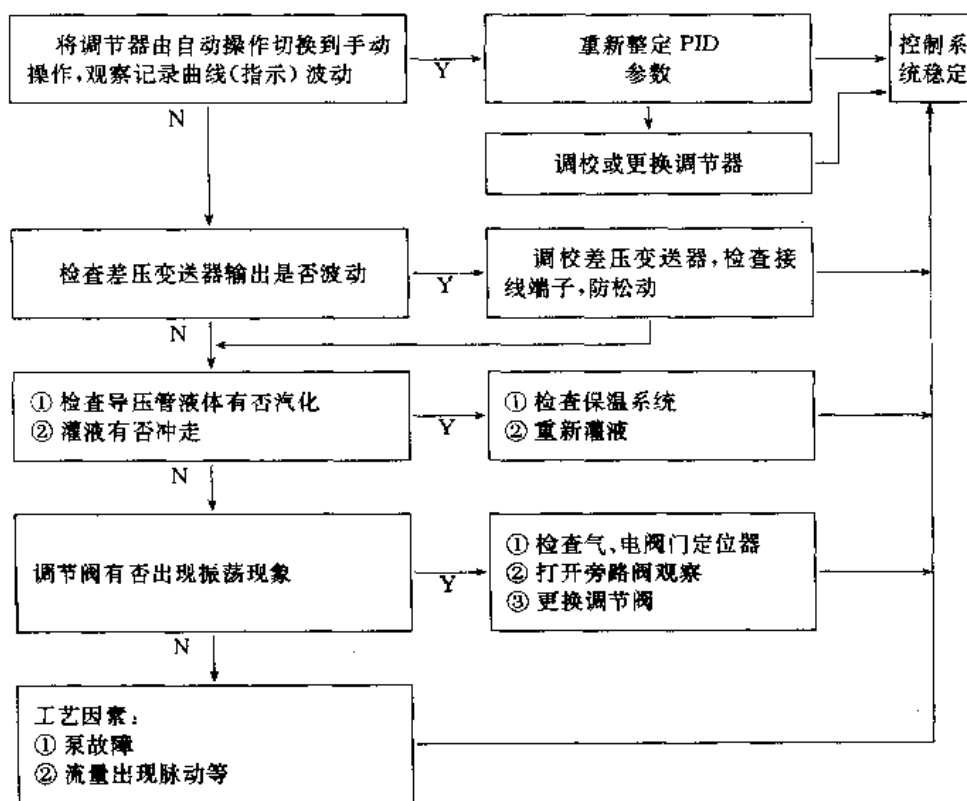 将调节器由自动操作切换到手动
操作,观察记录曲线(指示)波动
Y
重新整定 PID
参数
控制系
统稳定
N
调校或更换调节器
检查差压变送器输出是否波动
Y
调校差压变送器,检查接
线端子,防松动
N
① 检查导压管液体有否汽化
② 灌液有否冲走
Y
① 检查保温系统
② 重新灌液
N
调节阀有否出现振荡现象
Y
① 检查气、电阀门定位器
② 打开旁路阀观察
③ 更换调节阀
N
工艺因素:
① 泵故障
② 流量出现脉动等